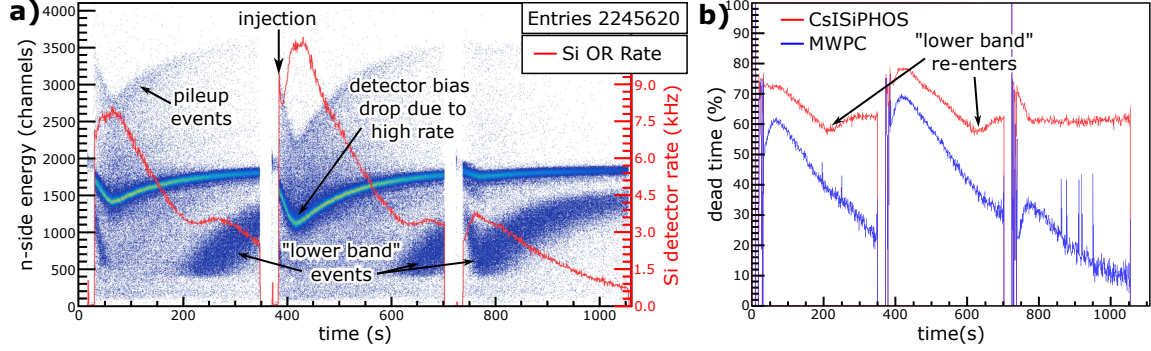 a)
injection
Entries 2245620
Si OR Rate
n-side energy (channels)
4000
3500
3000
2500
2000
1500
1000
500
0
pileup
events
detector bias
drop due to
high rate
"lower band"
events
9.0
7.5
6.0
4.5
3.0
1.5
0.0
Si detector rate (kHz)
0
200
400
600
800
1000
time (s)
b)
CsISiPHOS
MWPC
"lower band"
re-enters
dead time (%)
100
90
80
70
60
50
40
30
20
10
0
0
200
400
600
800
1000
time(s)